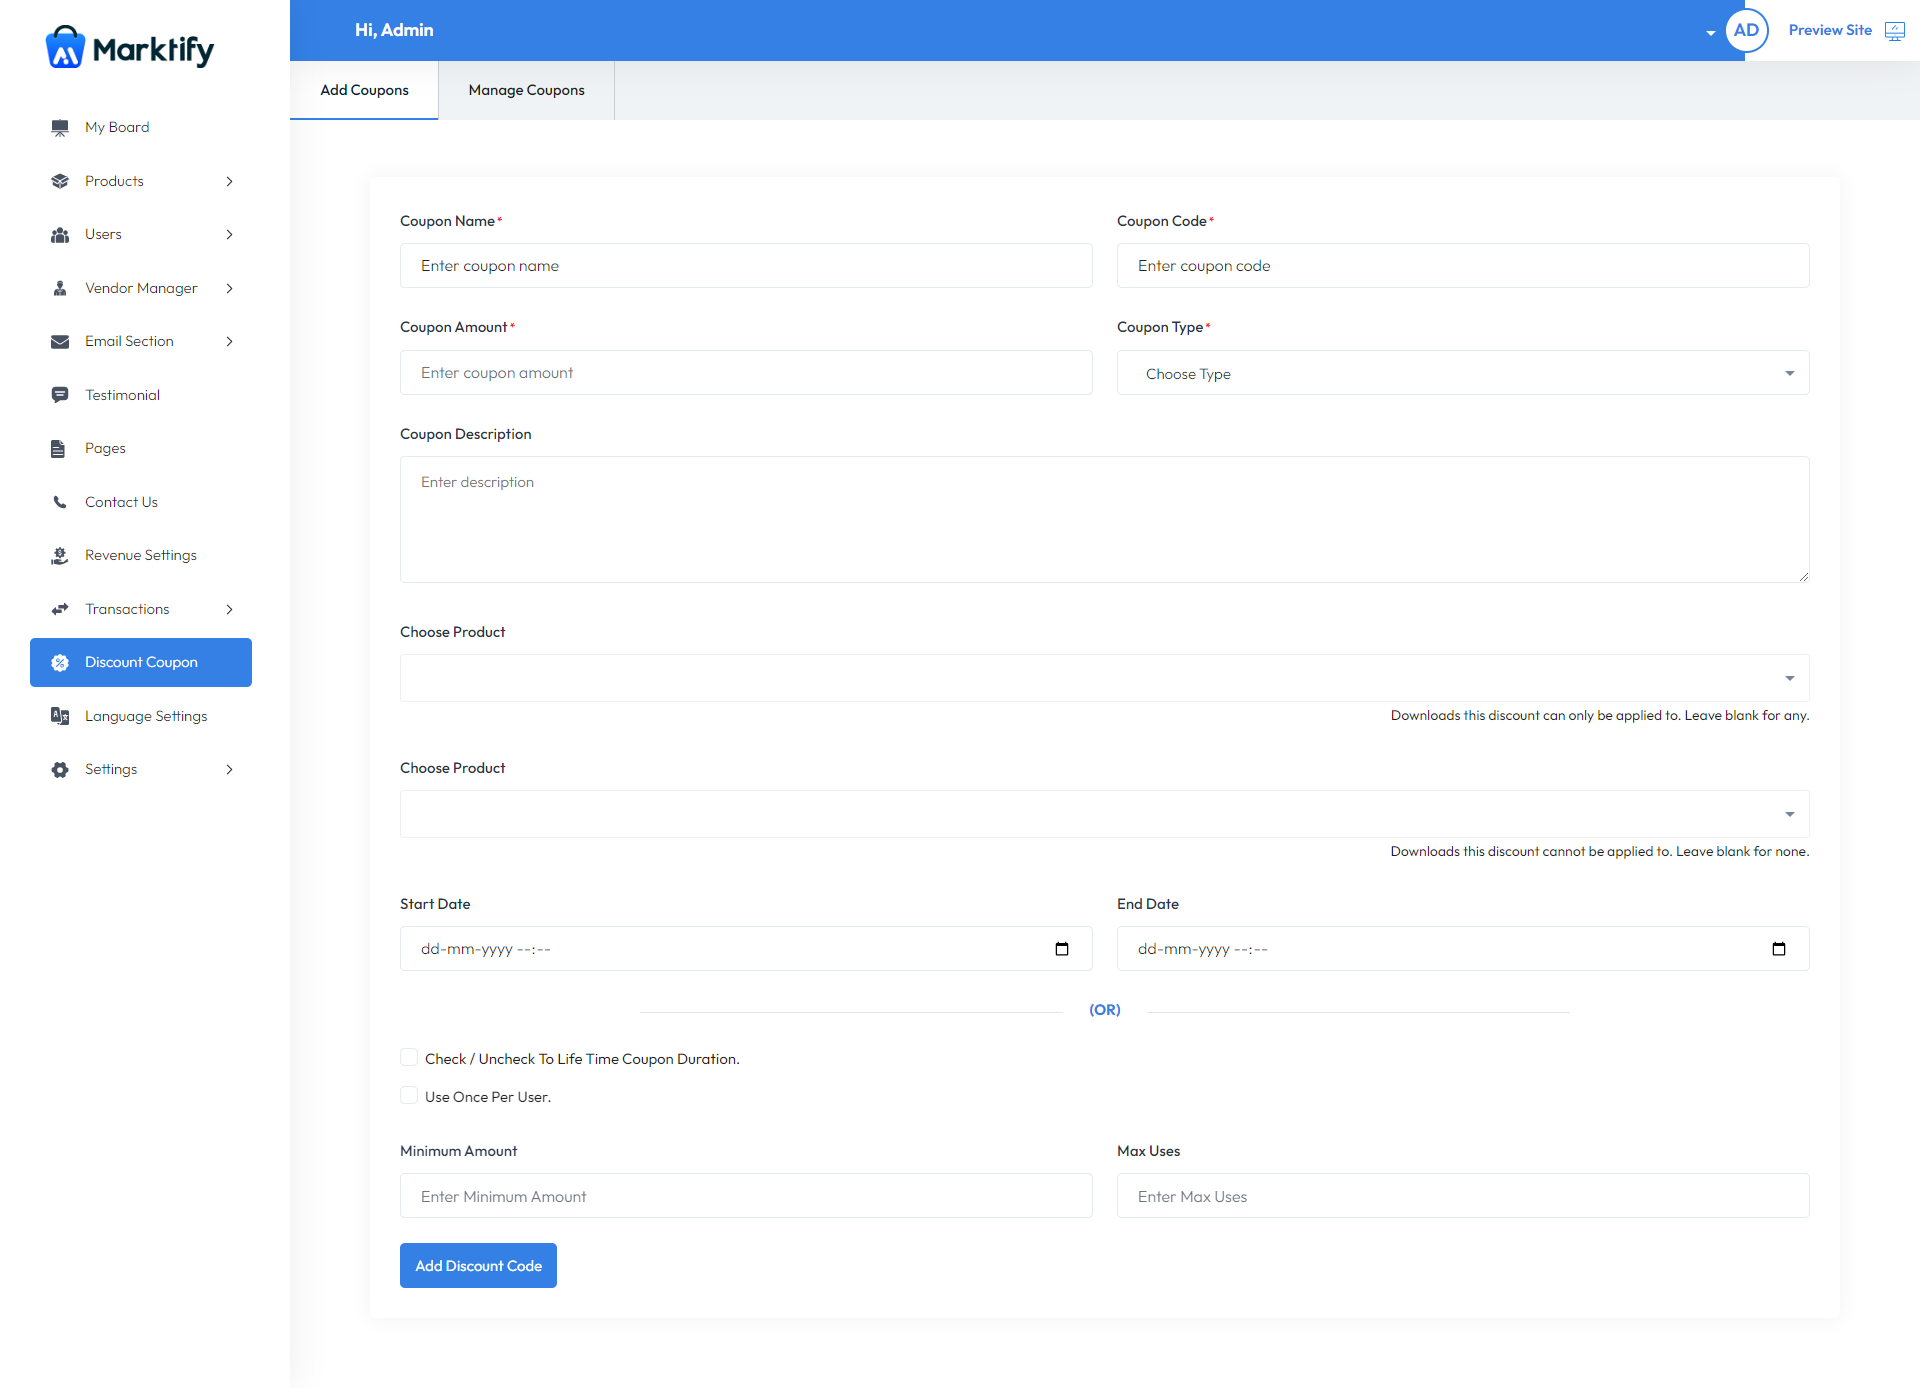 Marktify
Hi, Admin
AD
Preview Site
Add Coupons
Manage Coupons
My Board
Products
Users
Vendor Manager
Email Section
Testimonial
Pages
Contact Us
Revenue Settings
Transactions
Discount Coupon
Language Settings
Settings
Coupon Name*
Coupon Code*
Enter coupon name
Enter coupon code
Coupon Amount*
Coupon Type*
Enter coupon amount
Choose Type
Coupon Description
Enter description
Choose Product
Downloads this discount can only be applied to. Leave blank for any.
Choose Product
Downloads this discount cannot be applied to. Leave blank for none.
Start Date
End Date
dd-mm-yyyy --:--
dd-mm-yyyy --:--
(OR)
Check / Uncheck To Life Time Coupon Duration.
Use Once Per User.
Minimum Amount
Max Uses
Enter Minimum Amount
Enter Max Uses
Add Discount Code